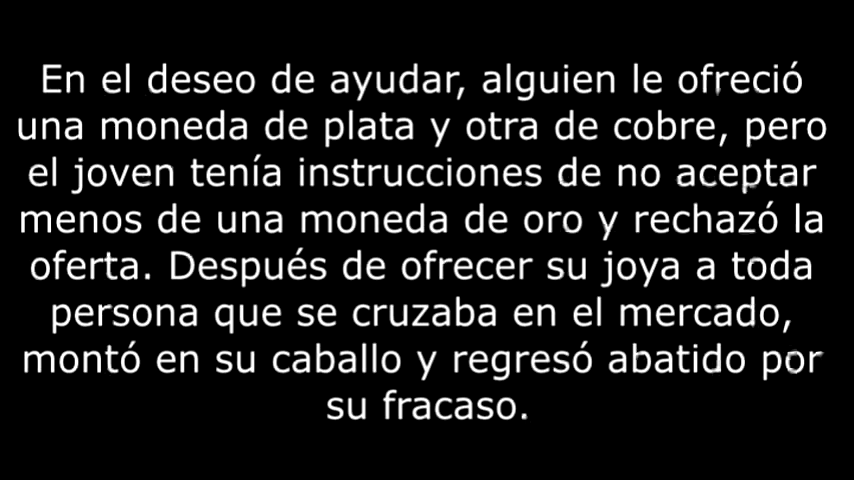 En el deseo de ayudar, alguien le ofreció
una moneda de plata y otra de cobre, pero
el joven tenía instrucciones de no aceptar
menos de una moneda de oro y rechazó la
oferta. Después de ofrecer su joya a toda
persona que se cruzaba en el mercado,
montó en su caballo y regresó abatido por
su fracaso.